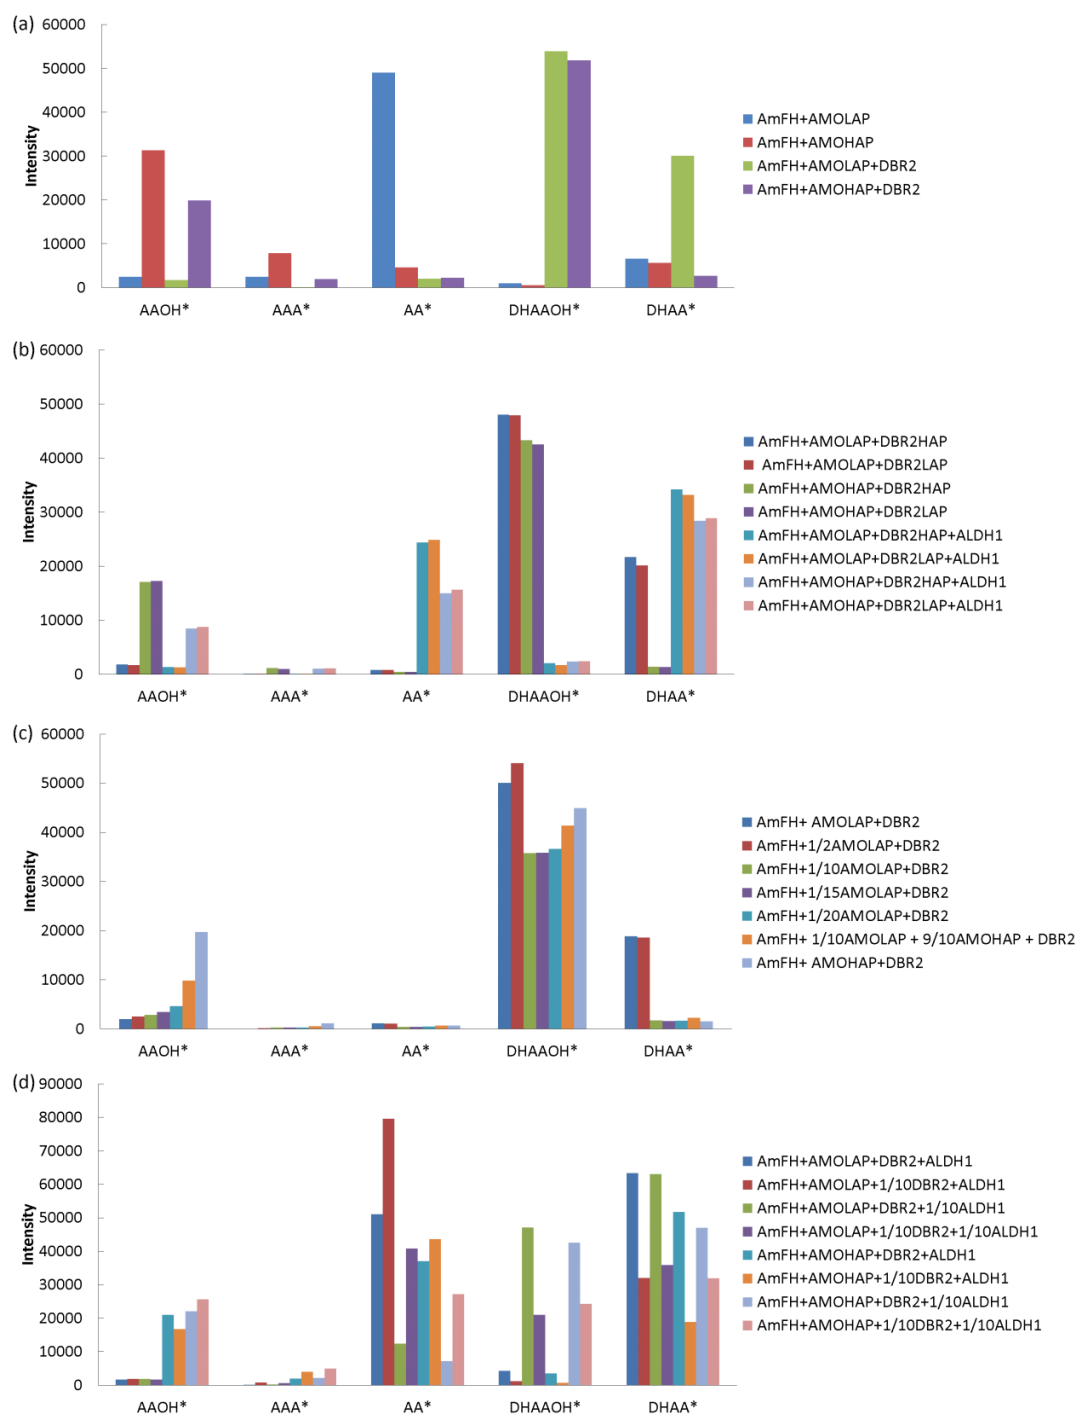 (a)
60000
50000
40000
30000
20000
10000
0
Intensity
AAOH* AAA* AA* DHAAOH* DHAA*
AmFH+AMOLAP
AmFH+AMOHAP
AmFH+AMOLAP+DBR2
AmFH+AMOHAP+DBR2
(b)
60000
50000
40000
30000
20000
10000
0
Intensity
AAOH* AAA* AA* DHAAOH* DHAA*
AmFH+AMOLAP+DBR2HAP
AmFH+AMOLAP+DBR2LAP
AmFH+AMOHAP+DBR2HAP
AmFH+AMOHAP+DBR2LAP
AmFH+AMOLAP+DBR2HAP+ALDH1
AmFH+AMOLAP+DBR2LAP+ALDH1
AmFH+AMOHAP+DBR2HAP+ALDH1
AmFH+AMOHAP+DBR2LAP+ALDH1
(c)
60000
50000
40000
30000
20000
10000
0
Intensity
AAOH* AAA* AA* DHAAOH* DHAA*
AmFH+ AMOLAP+DBR2
AmFH+1/2AMOLAP+DBR2
AmFH+1/10AMOLAP+DBR2
AmFH+1/15AMOLAP+DBR2
AmFH+1/20AMOLAP+DBR2
AmFH+ 1/10AMOLAP + 9/10AMOHAP + DBR2
AmFH+ AMOHAP+DBR2
(d)
90000
80000
70000
60000
50000
40000
30000
20000
10000
0
Intensity
AAOH* AAA* AA* DHAAOH* DHAA*
AmFH+AMOLAP+DBR2+ALDH1
AmFH+AMOLAP+1/10DBR2+ALDH1
AmFH+AMOLAP+DBR2+1/10ALDH1
AmFH+AMOLAP+1/10DBR2+1/10ALDH1
AmFH+AMOHAP+DBR2+ALDH1
AmFH+AMOHAP+1/10DBR2+ALDH1
AmFH+AMOHAP+DBR2+1/10ALDH1
AmFH+AMOHAP+1/10DBR2+1/10ALDH1